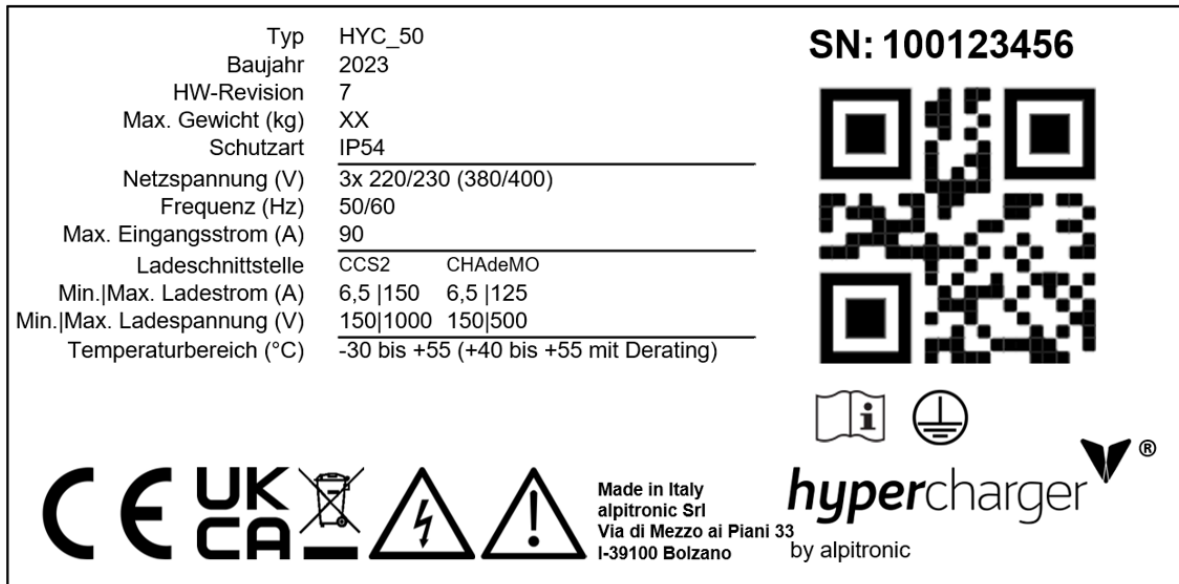 Typ HYC_50
Baujahr 2023
HW-Revision 7
Max. Gewicht (kg) XX
Schutzart IP54
Netzspannung (V) 3x 220/230 (380/400)
Frequenz (Hz) 50/60
Max. Eingangsstrom (A) 90
Ladeschnittstelle CCS2 CHAdeMO
Min.|Max. Ladestrom (A) 6,5 |150 6,5 |125
Min.|Max. Ladespannung (V) 150|1000 150|500
Temperaturbereich (°C) -30 bis +55 (+40 bis +55 mit Derating)
SN: 100123456
i
CE
UK
CA
Made in Italy
alpitronic Srl
Via di Mezzo ai Piani 33
I-39100 Bolzano
hypercharger®
by alpitronic